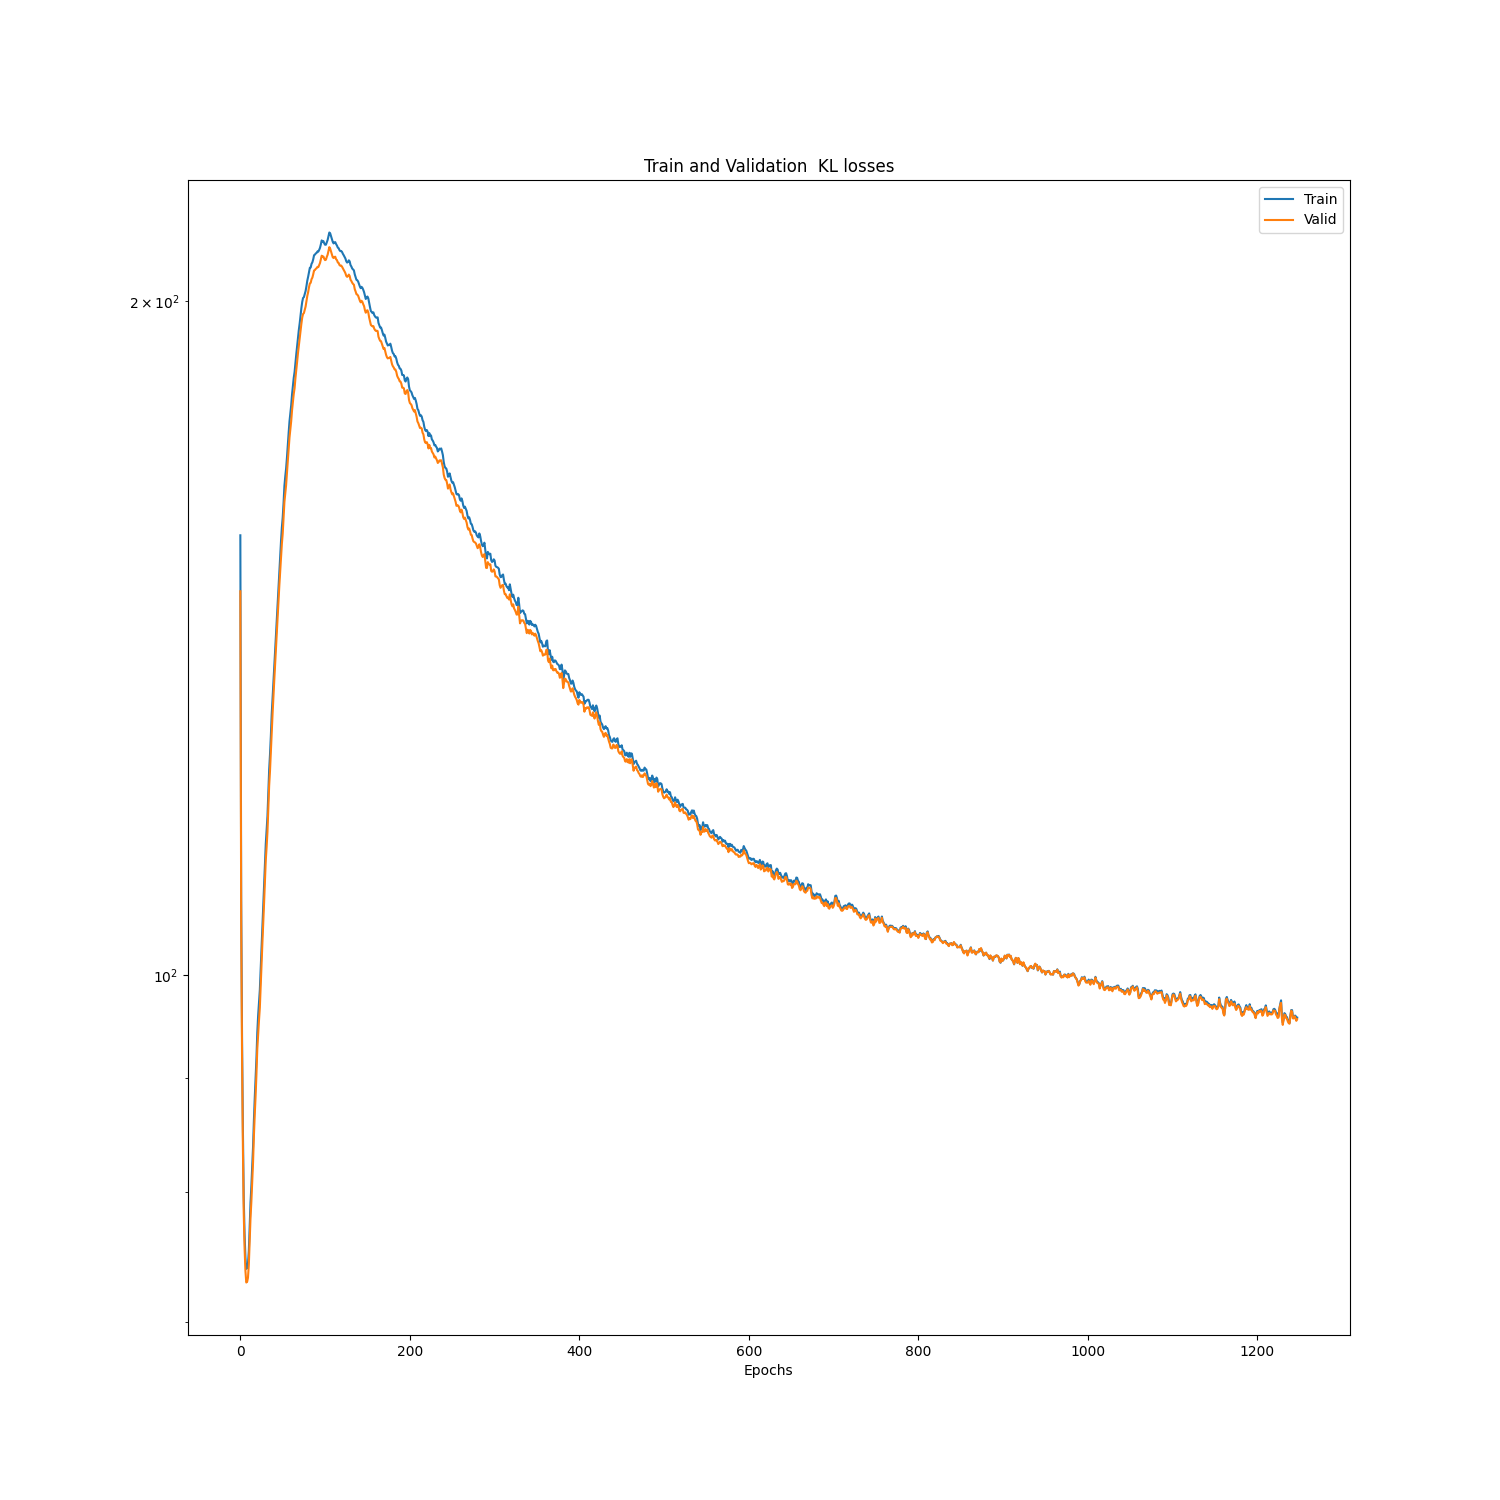 Train and Validation  KL losses
Train
Valid
2 × 10²
10²
0 200 400 600 800 1000 1200
Epochs